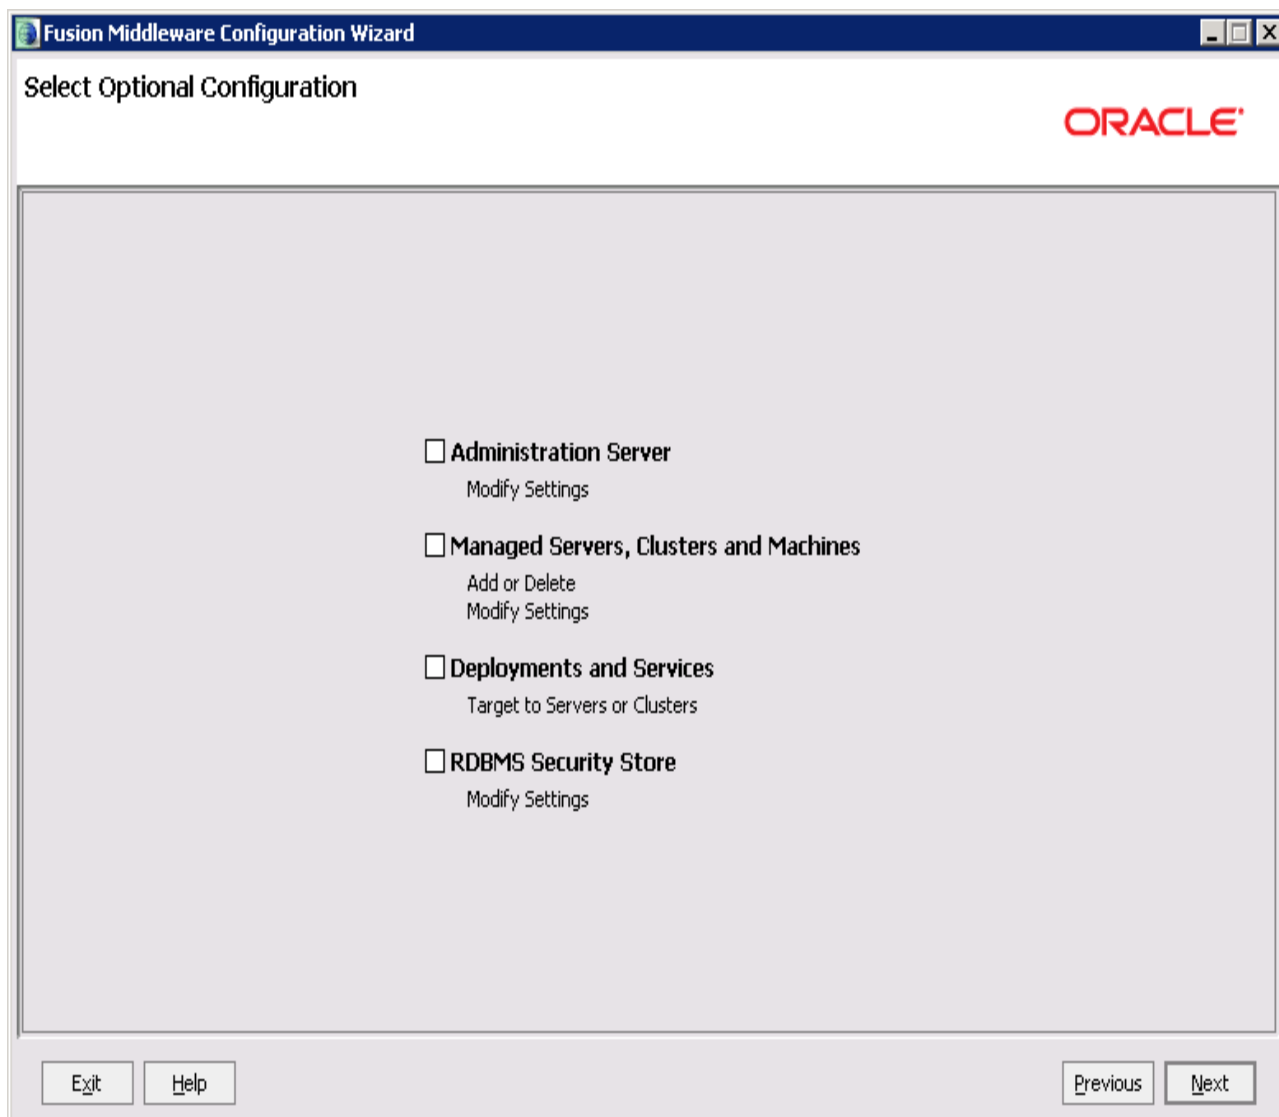 Fusion Middleware Configuration Wizard
Select Optional Configuration
ORACLE
Administration Server
Modify Settings
Managed Servers, Clusters and Machines
Add or Delete
Modify Settings
Deployments and Services
Target to Servers or Clusters
RDBMS Security Store
Modify Settings
Exit Help Previous Next